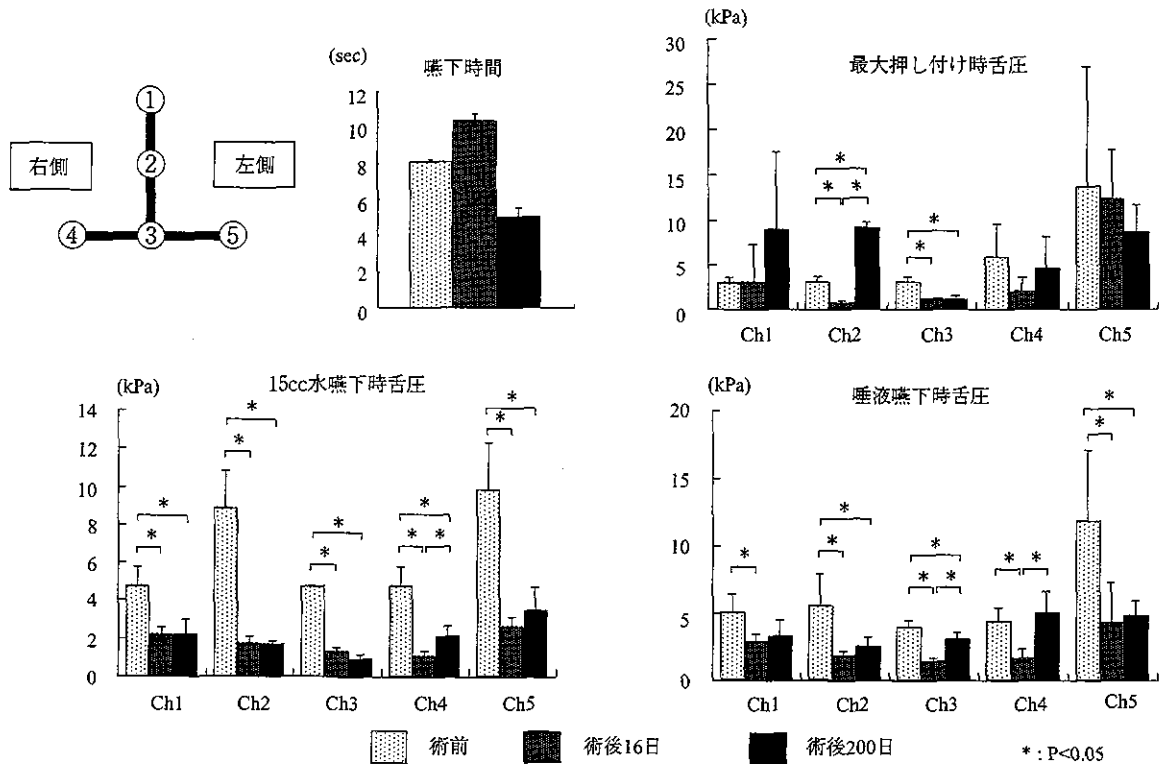 ①
②
右側
左側
④
③
⑤
(sec)
嚥下時間
12
10
8
6
4
2
0
(kPa)
最大押し付け時舌圧
30
25
20
15
10
5
0
*
*
*
*
*
Ch1
Ch2
Ch3
Ch4
Ch5
(kPa)
15cc水嚥下時舌圧
14
12
10
8
6
4
2
0
*
*
*
*
*
*
*
*
*
*
*
Ch1
Ch2
Ch3
Ch4
Ch5
(kPa)
唾液嚥下時舌圧
20
15
10
5
0
*
*
*
*
*
*
*
*
*
*
Ch1
Ch2
Ch3
Ch4
Ch5
術前
術後16日
術後200日
*:P<0.05